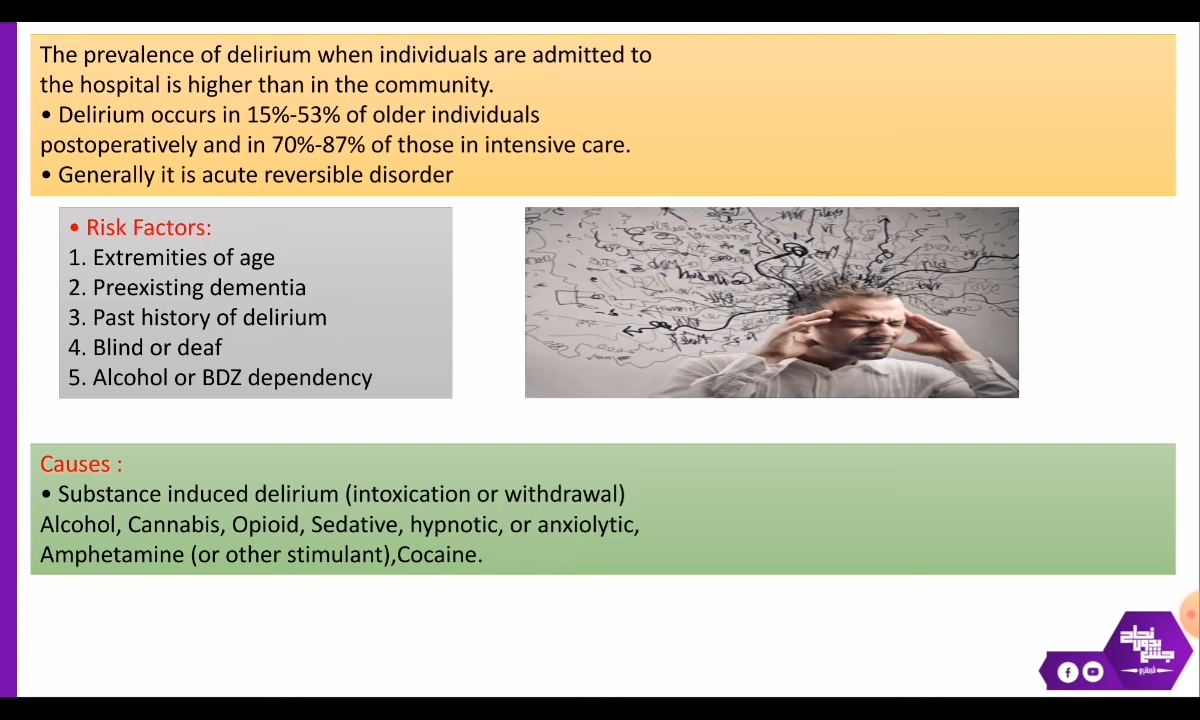 The prevalence of delirium when individuals are admitted to
the hospital is higher than in the community.
• Delirium occurs in 15%-53% of older individuals
postoperatively and in 70%-87% of those in intensive care.
• Generally it is acute reversible disorder
• Risk Factors:
1. Extremities of age
2. Preexisting dementia
3. Past history of delirium
4. Blind or deaf
5. Alcohol or BDZ dependency
Causes :
• Substance induced delirium (intoxication or withdrawal)
Alcohol, Cannabis, Opioid, Sedative, hypnotic, or anxiolytic,
Amphetamine (or other stimulant),Cocaine.
نجاح
بدون